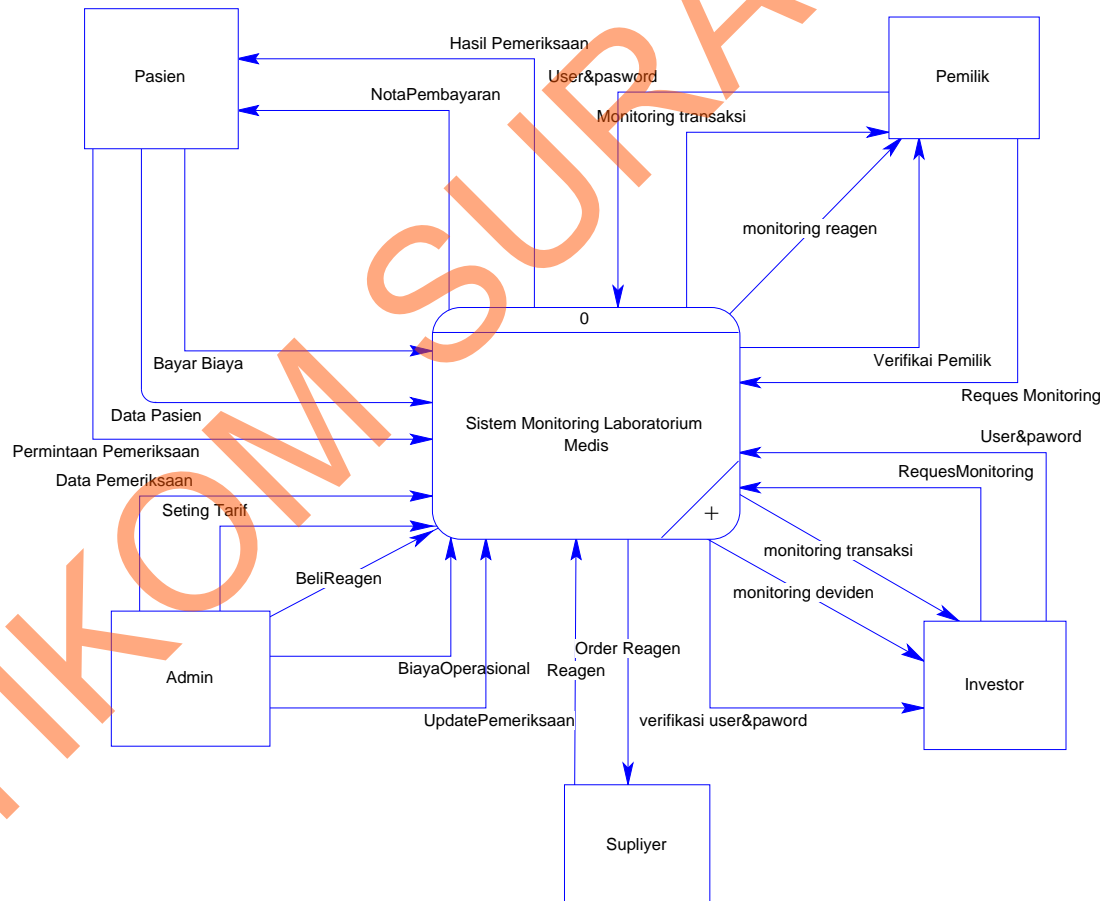 Hasil Pemeriksaan
User&pasword
Pasien
Pemilik
NotaPembayaran
Monitoring transaksi
monitoring reagen
0
Bayar Biaya
Verifikai Pemilik
Reques Monitoring
Data Pasien
Sistem Monitoring Laboratorium
Medis
Permintaan Pemeriksaan
User&paword
Data Pemeriksaan
RequesMonitoring
Seting Tarif
+
monitoring transaksi
BeliReagen
monitoring deviden
Order Reagen
BiayaOperasional
Reagen
Admin
Investor
UpdatePemeriksaan
verifikasi user&paword
Supliyer
IKOM SURA